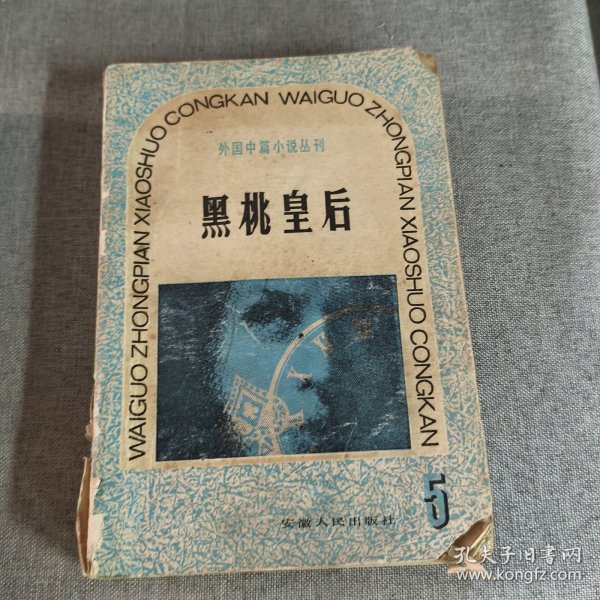 WAIGUO ZHONGPIAN XIAOSHUO CONGKAN WAIGUO ZHONGPIAN XIAOSHUO CONGKAN
外国中篇小说丛刊
黑桃皇后
5
安徽人民出版社
孔夫子旧书网
www.kongfz.com